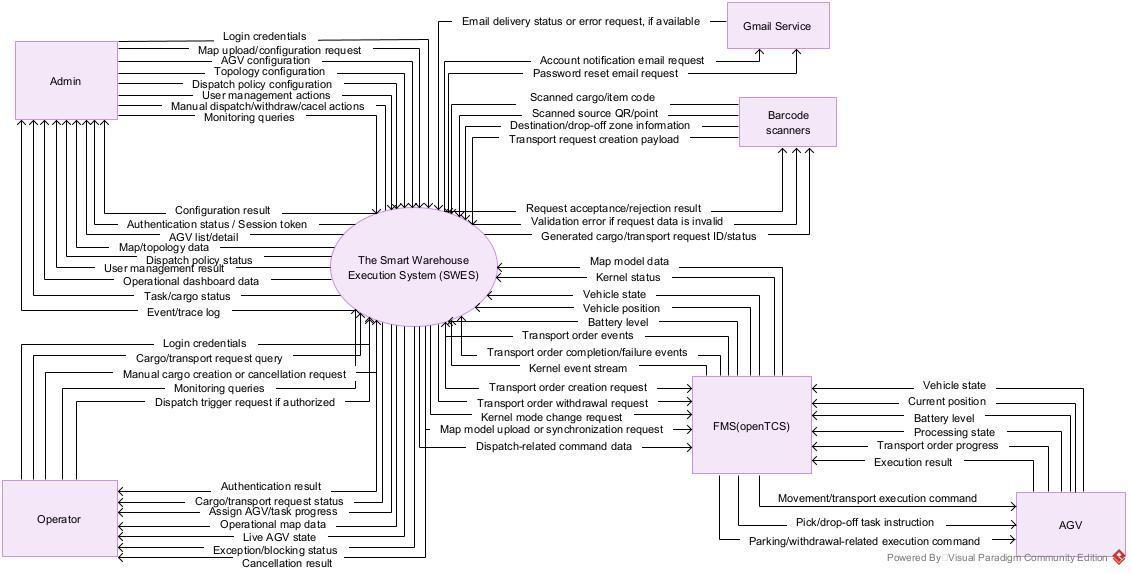 Email delivery status or error request, if available
Gmail Service
Login credentials
Map upload/configuration request
AGV configuration
Topology configuration
Dispatch policy configuration
User management actions
Manual dispatch/withdraw/cacel actions
Monitoring queries
Admin
Account notification email request
Password reset email request
Scanned cargo/item code
Scanned source QR/point
Destination/drop-off zone information
Transport request creation payload
Barcode
scanners
Configuration result
Authentication status / Session token
AGV list/detail
Map/topology data
Dispatch policy status
User management result
Operational dashboard data
Task/cargo status
Event/trace log
Request acceptance/rejection result
Validation error if request data is invalid
Generated cargo/transport request ID/status
The Smart Warehouse
Execution System (SWES)
Map model data
Kernel status
Vehicle state
Vehicle position
Battery level
Transport order events
Transport order completion/failure events
Kernel event stream
Login credentials
Cargo/transport request query
Manual cargo creation or cancellation request
Monitoring queries
Dispatch trigger request if authorized
Transport order creation request
Transport order withdrawal request
Kernel mode change request
Map model upload or synchronization request
Dispatch-related command data
FMS(openTCS)
Vehicle state
Current position
Battery level
Processing state
Transport order progress
Execution result
Authentication result
Cargo/transport request status
Assign AGV/task progress
Operational map data
Live AGV state
Exception/blocking status
Cancellation result
Operator
Movement/transport execution command
Pick/drop-off task instruction
Parking/withdrawal-related execution command
AGV
Powered By Visual Paradigm Community Edition